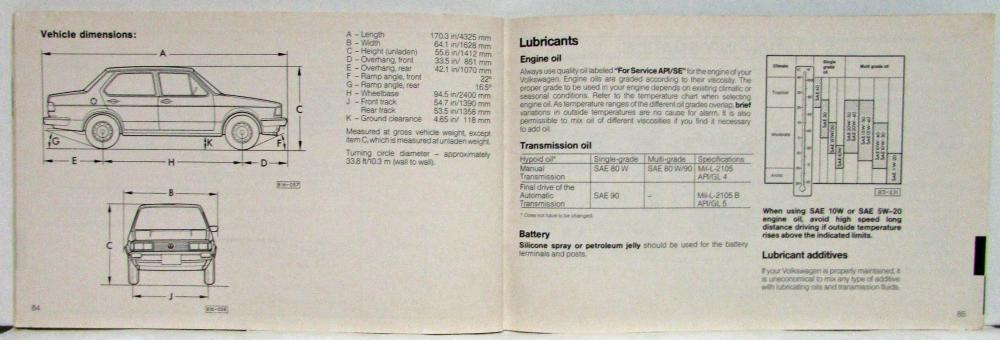 Vehicle dimensions:
A
C
G
K
F
E
H
D
B16-057
B
C
J
B16-058
84
A – Length 170.3 in/4325 mm
B – Width 64.1 in/1628 mm
C – Height (unladen) 55.6 in/1412 mm
D – Overhang, front 33.5 in/ 851 mm
E – Overhang, rear 42.1 in/1070 mm
F – Ramp angle, front 22º
G – Ramp angle, rear 16.5º
H – Wheelbase 94.5 in/2400 mm
J – Front track 54.7 in/1390 mm
Rear track 53.5 in/1358 mm
K – Ground clearance 4.65 in/ 118 mm
Measured at gross vehicle weight, except
item C, which is measured at unladen weight.
Turning circle diameter – approximately
33.8 ft/10.3 m (wall to wall).
Lubricants
Engine oil
Always use quality oil labeled "For Service API/SE" for the engine of your
Volkswagen. Engine oils are graded according to their viscosity. The
proper grade to be used in your engine depends on existing climatic or
seasonal conditions. Refer to the temperature chart when selecting
engine oil. As temperature ranges of the different oil grades overlap, brief
variations in outside temperatures are no cause for alarm. It is also
permissible to mix oil of different viscosities if you find it necessary
to add oil.
Transmission oil
Hypoid oil* Single-grade Multi-grade Specifications
Manual SAE 80 W SAE 80 W/90 Mil-L-2105
Transmission API/GL 4
Final drive of the
Automatic SAE 90 – Mil-L-2105 B
Transmission API/GL 5
* Does not have to be changed.
Battery
Silicone spray or petroleum jelly should be used for the battery
terminals and posts.
Climate
Single
grade
oil
Multi grade oil
Tropical
Moderate
Arctic
When using SAE 10W or SAE 5W-20
engine oil, avoid high speed long
distance driving if outside temperature
rises above the indicated limits.
Lubricant additives
If your Volkswagen is properly maintained, it
is uneconomical to mix any type of additive
with lubricating oils and transmission fluids.
85